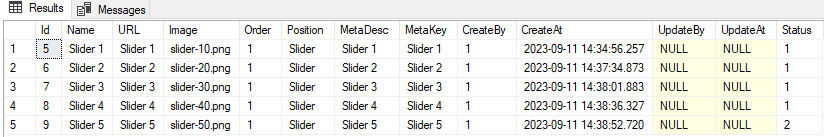 Results Messages
Id Name URL Image Order Position MetaDesc MetaKey CreateBy CreateAt UpdateBy UpdateAt Status
1 5 Slider 1 Slider 1 slider-10.png 1 Slider Slider 1 Slider 1 1 2023-09-11 14:34:56.257 NULL NULL 1
2 6 Slider 2 Slider 2 slider-20.png 1 Slider Slider 2 Slider 2 1 2023-09-11 14:37:34.873 NULL NULL 1
3 7 Slider 3 Slider 3 slider-30.png 1 Slider Slider 3 Slider 3 1 2023-09-11 14:38:01.883 NULL NULL 1
4 8 Slider 4 Slider 4 slider-40.png 1 Slider Slider 4 Slider 4 1 2023-09-11 14:38:36.327 NULL NULL 1
5 9 Slider 5 Slider 5 slider-50.png 1 Slider Slider 5 Slider 5 1 2023-09-11 14:38:52.720 NULL NULL 2